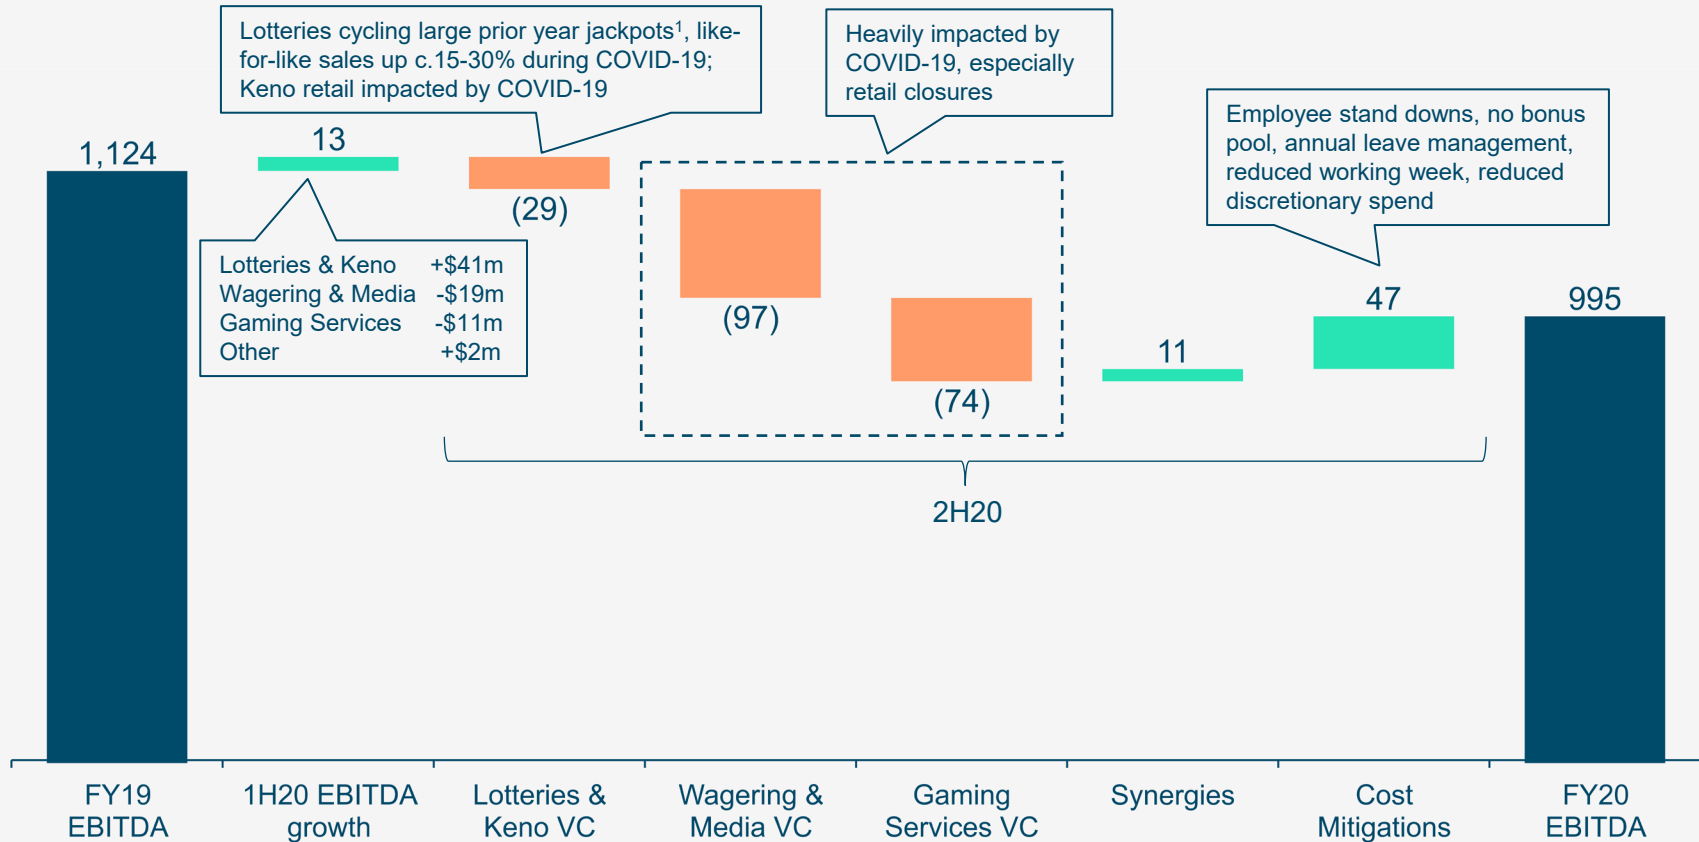 Lotteries cycling large prior year jackpots¹, like-
for-like sales up c.15-30% during COVID-19;
Keno retail impacted by COVID-19
Heavily impacted by
COVID-19, especially
retail closures
Employee stand downs, no bonus
pool, annual leave management,
reduced working week, reduced
discretionary spend
1,124
13
(29)
(97)
(74)
11
47
995
Lotteries & Keno +$41m
Wagering & Media -$19m
Gaming Services -$11m
Other +$2m
2H20
FY19
EBITDA
1H20 EBITDA
growth
Lotteries &
Keno VC
Wagering &
Media VC
Gaming
Services VC
Synergies
Cost
Mitigations
FY20
EBITDA